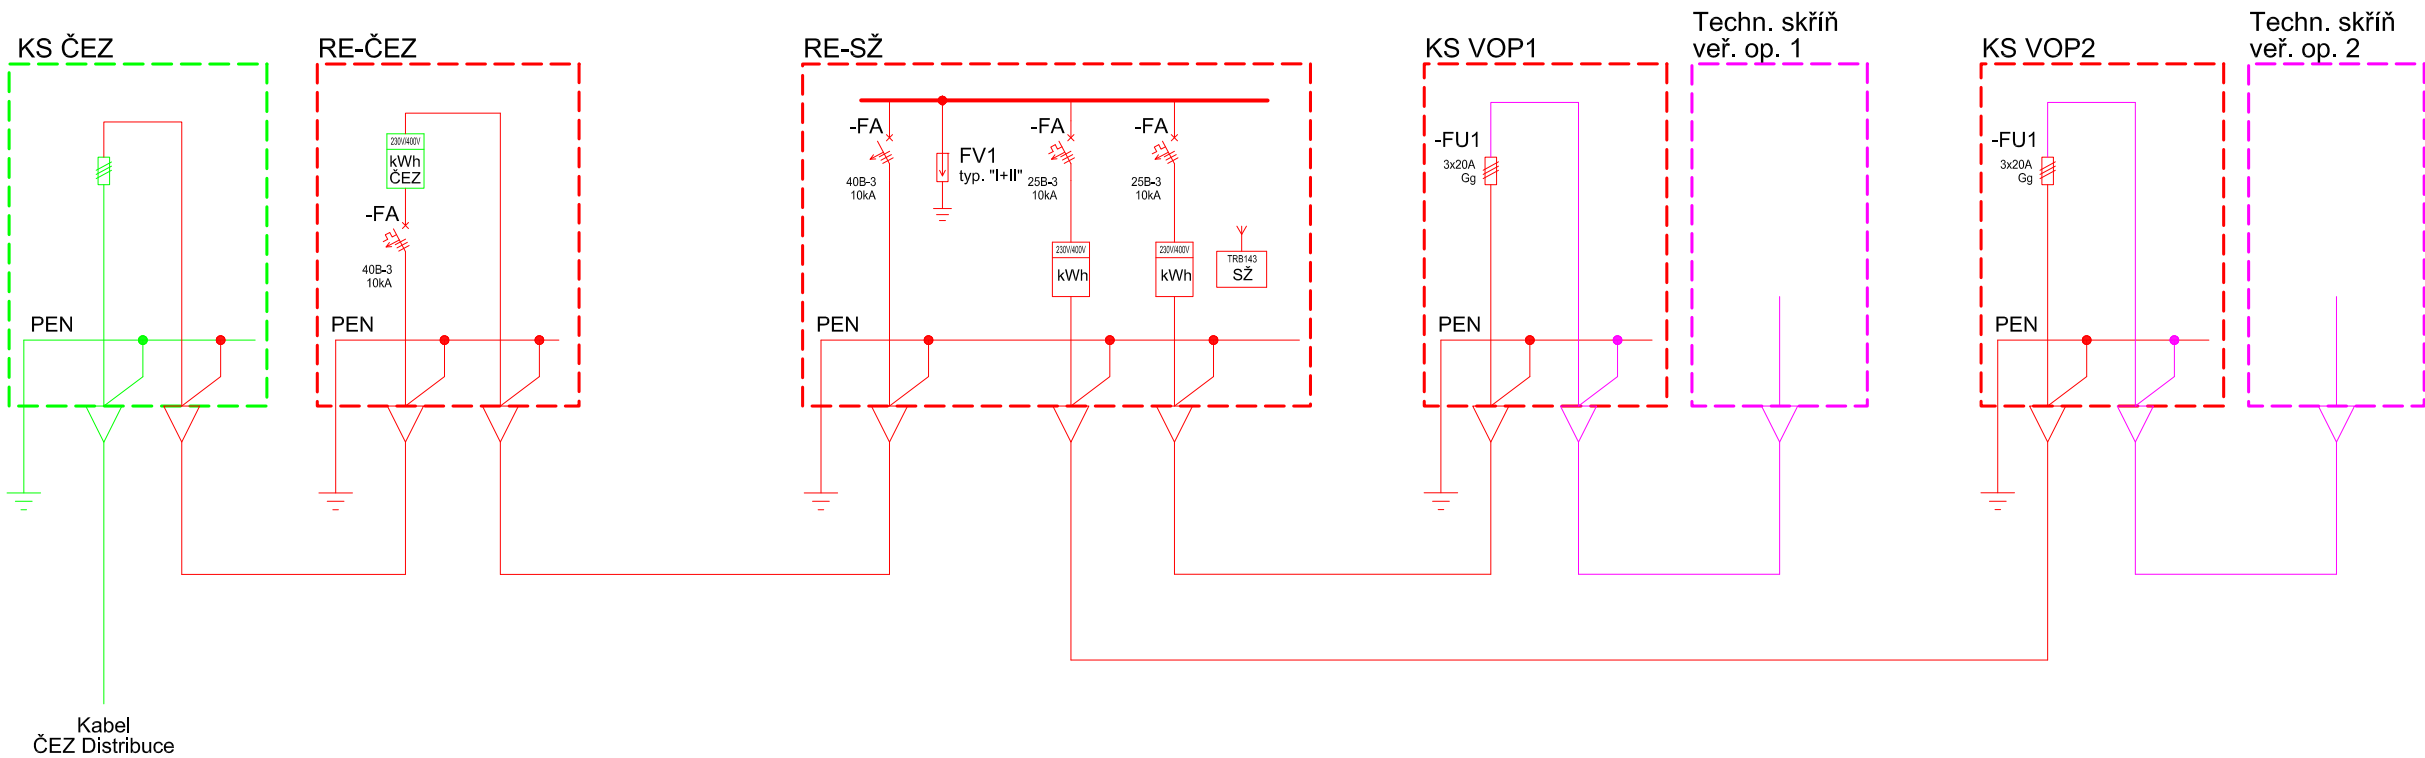 KS ČEZ
230V/400V
PEN
Kabel
ČEZ Distribuce
RE-ČEZ
230V/400V
kWh
ČEZ
-FA
40B-3
10kA
PEN
RE-SŽ
-FA
40B-3
10kA
FV1
typ. "I+II"
-FA
25B-3
10kA
-FA
25B-3
10kA
230V/400V
kWh
230V/400V
kWh
TRB143
SŽ
PEN
KS VOP1
-FU1
3x20A
Gg
PEN
Techn. skříň
veř. op. 1
KS VOP2
-FU1
3x20A
Gg
PEN
Techn. skříň
veř. op. 2